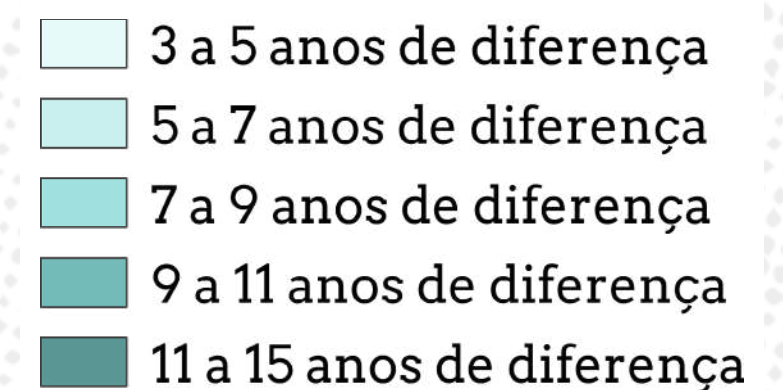 3 a 5 anos de diferença
5 a 7 anos de diferença
7 a 9 anos de diferença
9 a 11 anos de diferença
11 a 15 anos de diferença